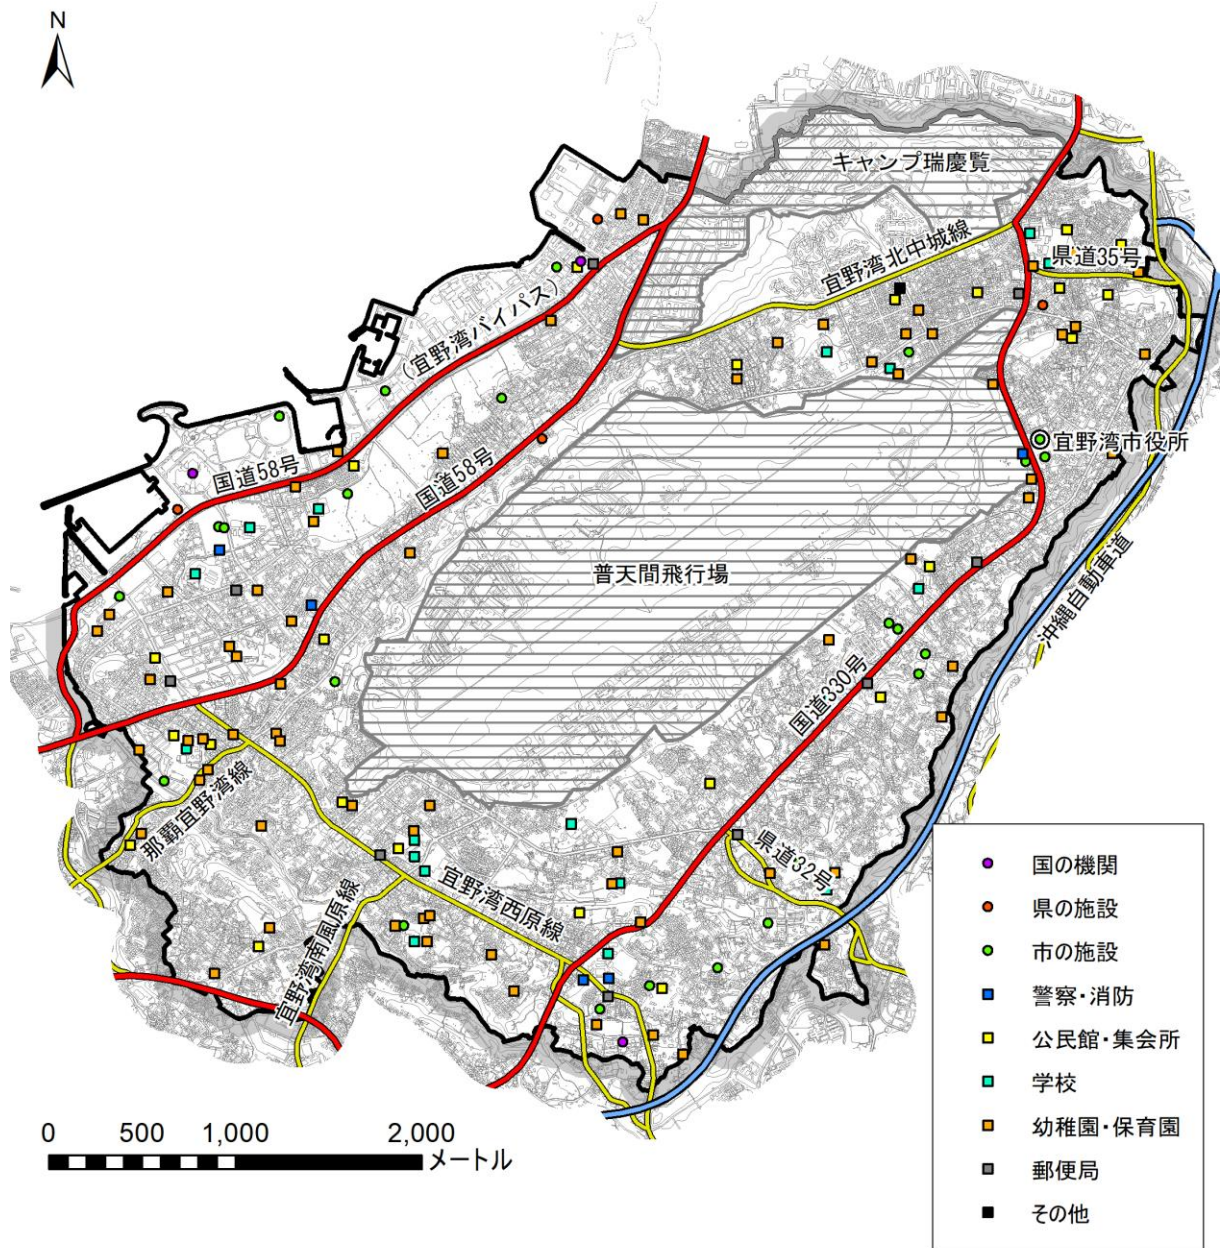 N
キャンプ瑞慶覧
県道35号
宜野湾北中城線
（宜野湾バイパス）
宜野湾市役所
国道58号
国道58号
普天間飛行場
沖縄自動車道
国道330号
那覇宜野湾線
県道32号
宜野湾西原線
宜野湾南風原線
国の機関
県の施設
市の施設
警察・消防
公民館・集会所
学校
幼稚園・保育園
郵便局
その他
0 500 1,000 2,000
メートル